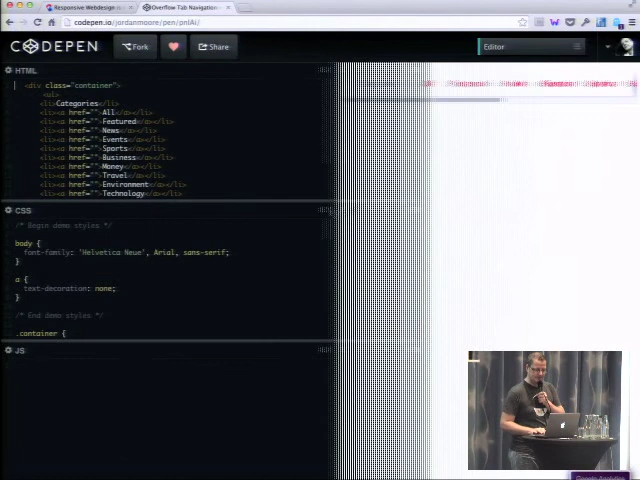 Responsive Webdesign
Overflow Tab Navigation
codepen.io/jordanmoore/pen/pnlAi/
CODEPEN
Fork
Share
Editor
HTML
<div class="container">
<ul>
<li>Categories</li>
<li><a href="">All</a></li>
<li><a href="">Featured</a></li>
<li><a href="">News</a></li>
<li><a href="">Events</a></li>
<li><a href="">Sports</a></li>
<li><a href="">Business</a></li>
<li><a href="">Money</a></li>
<li><a href="">Travel</a></li>
<li><a href="">Environment</a></li>
<li><a href="">Technology</a></li>
CSS
/* Begin demo styles */
body {
font-family: 'Helvetica Neue', Arial, sans-serif;
}
a {
text-decoration: none;
}
/* End demo styles */
.container {
JS